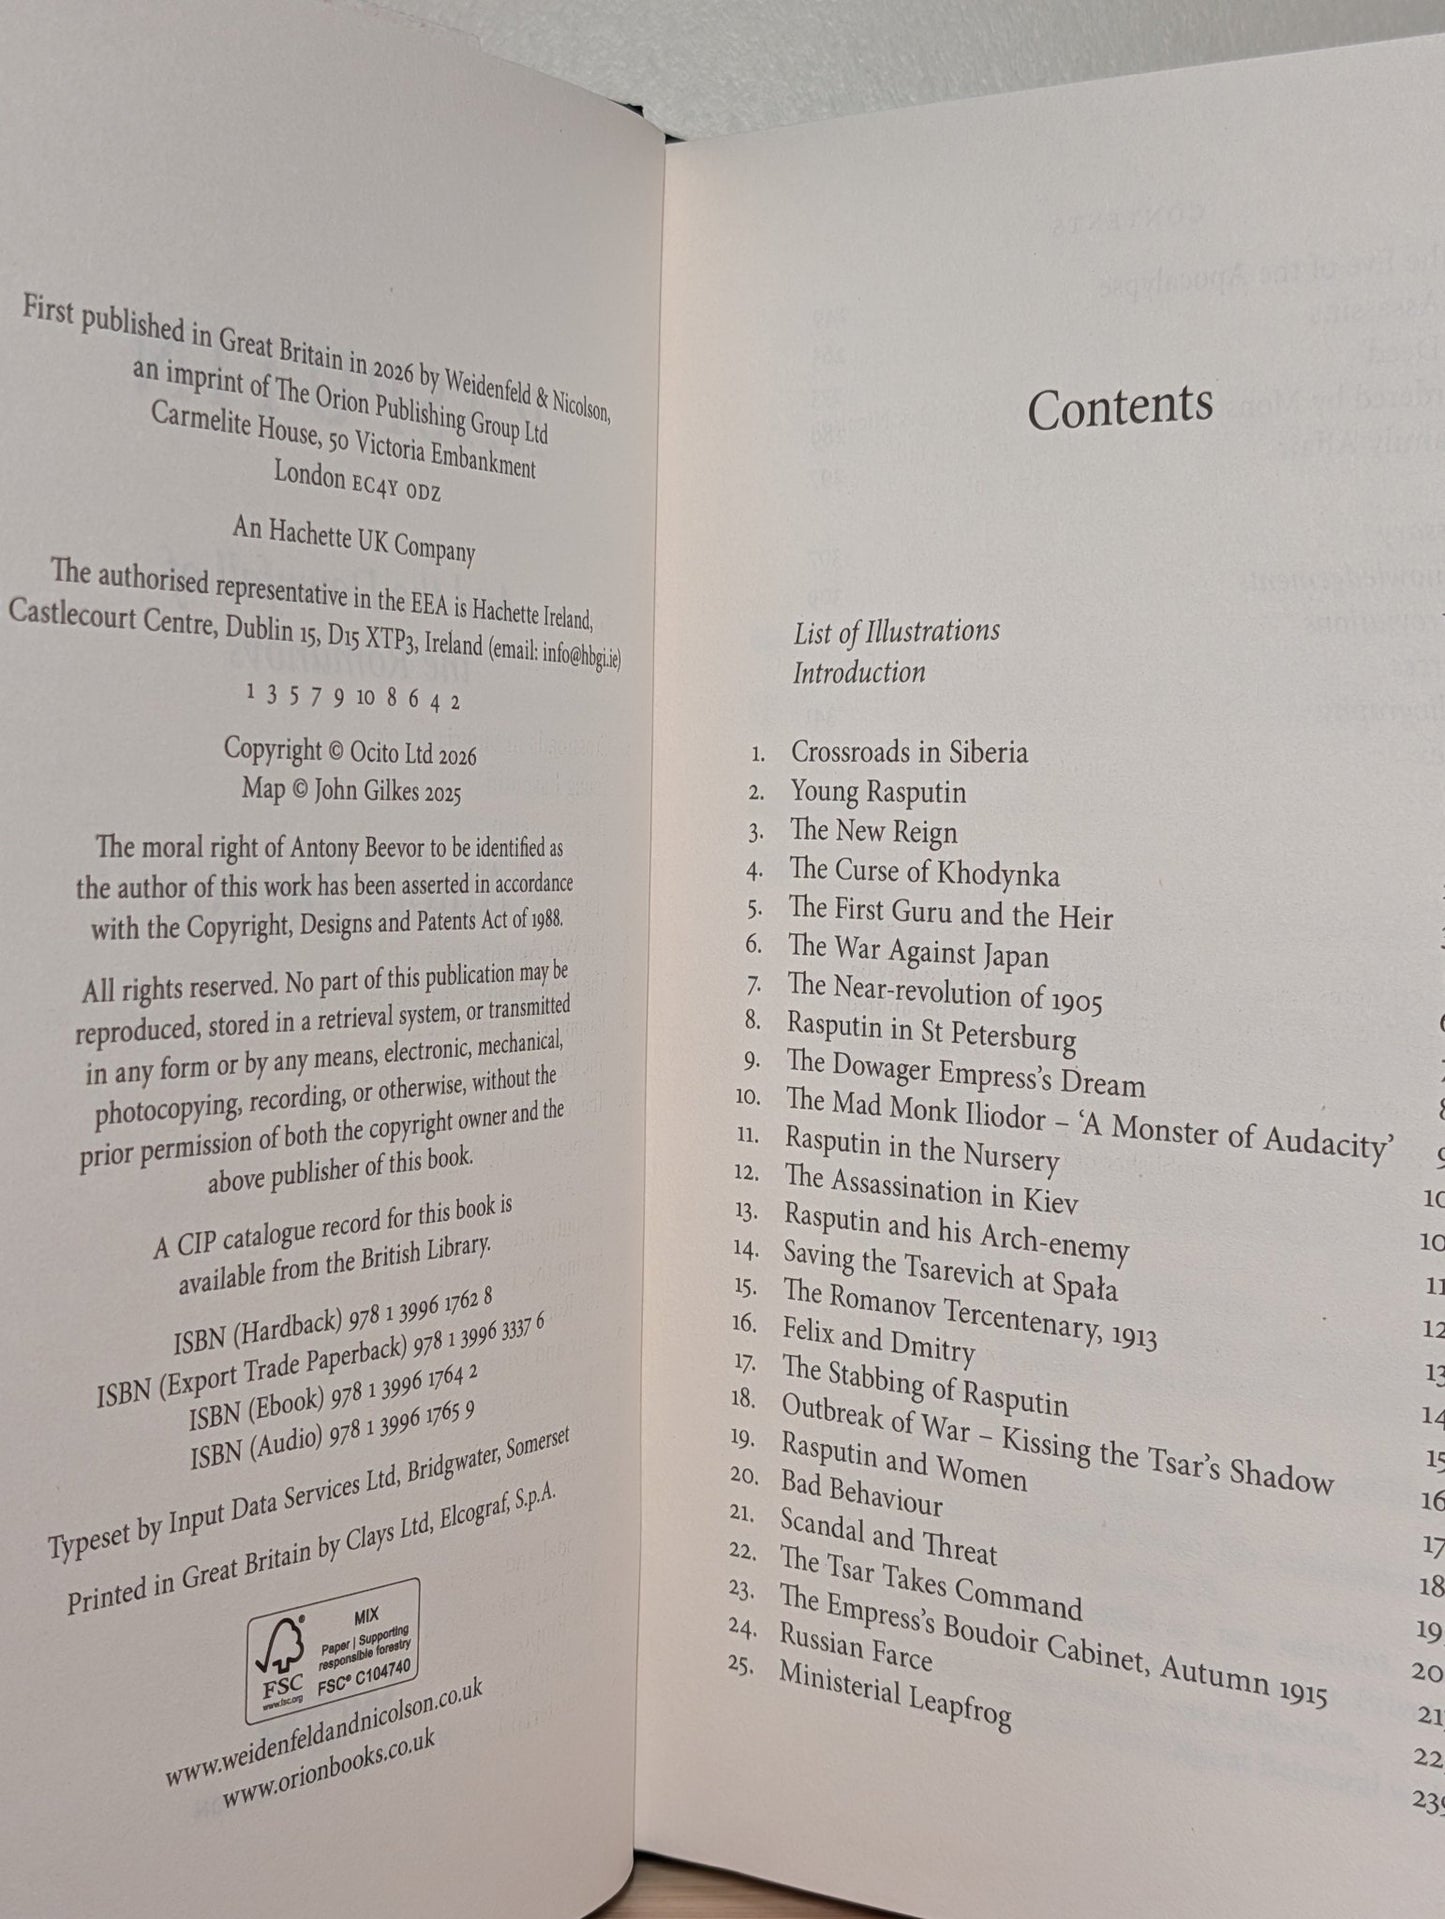 First published in Great Britain in 2026 by Weidenfeld & Nicolson,
an imprint of The Orion Publishing Group Ltd
Carmelite House, 50 Victoria Embankment
London EC4Y 0DZ
An Hachette UK Company
The authorised representative in the EEA is Hachette Ireland,
Castlecourt Centre, Dublin 15, D15 XTP3, Ireland (email: info@hbgi.ie)
1 3 5 7 9 10 8 6 4 2
Copyright © Ocito Ltd 2026
Map © John Gilkes 2025
The moral right of Antony Beevor to be identified as
the author of this work has been asserted in accordance
with the Copyright, Designs and Patents Act of 1988.
All rights reserved. No part of this publication may be
reproduced, stored in a retrieval system, or transmitted
in any form or by any means, electronic, mechanical,
photocopying, recording, or otherwise, without the
prior permission of both the copyright owner and the
above publisher of this book.
A CIP catalogue record for this book is
available from the British Library.
ISBN (Hardback) 978 1 3996 1762 8
ISBN (Export Trade Paperback) 978 1 3996 3337 6
ISBN (Ebook) 978 1 3996 1764 2
ISBN (Audio) 978 1 3996 1765 9
Typeset by Input Data Services Ltd, Bridgwater, Somerset
Printed in Great Britain by Clays Ltd, Elcograf, S.p.A.
MIX
Paper | Supporting
responsible forestry
FSC
www.fsc.org
FSC® C104740
www.weidenfeldandnicolson.co.uk
www.orionbooks.co.uk
Contents
List of Illustrations
Introduction
1. Crossroads in Siberia
2. Young Rasputin
3. The New Reign
4. The Curse of Khodynka
5. The First Guru and the Heir
6. The War Against Japan
7. The Near-revolution of 1905
8. Rasputin in St Petersburg
9. The Dowager Empress's Dream
10. The Mad Monk Iliodor – 'A Monster of Audacity'
11. Rasputin in the Nursery
12. The Assassination in Kiev
13. Rasputin and his Arch-enemy
14. Saving the Tsarevich at Spała
15. The Romanov Tercentenary, 1913
16. Felix and Dmitry
17. The Stabbing of Rasputin
18. Outbreak of War – Kissing the Tsar's Shadow
19. Rasputin and Women
20. Bad Behaviour
21. Scandal and Threat
22. The Tsar Takes Command
23. The Empress's Boudoir Cabinet, Autumn 1915
24. Russian Farce
25. Ministerial Leapfrog